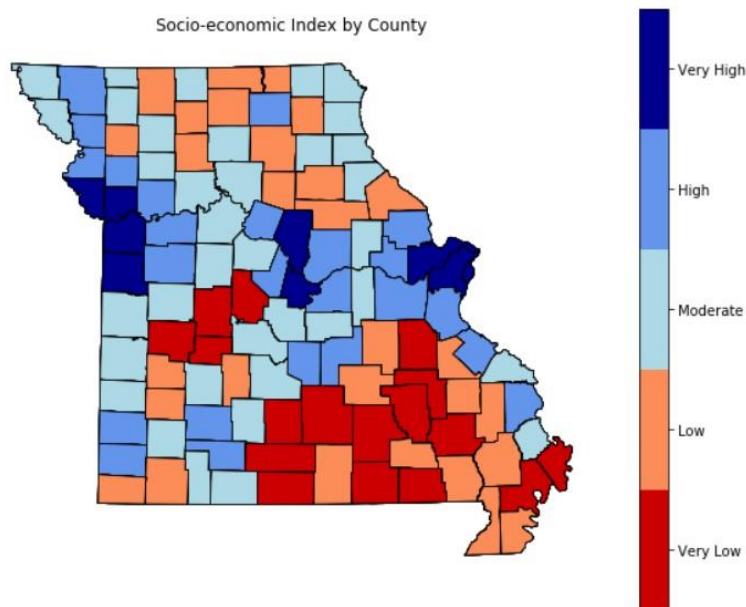 Socio-economic Index by County
Very High
High
Moderate
Low
Very Low